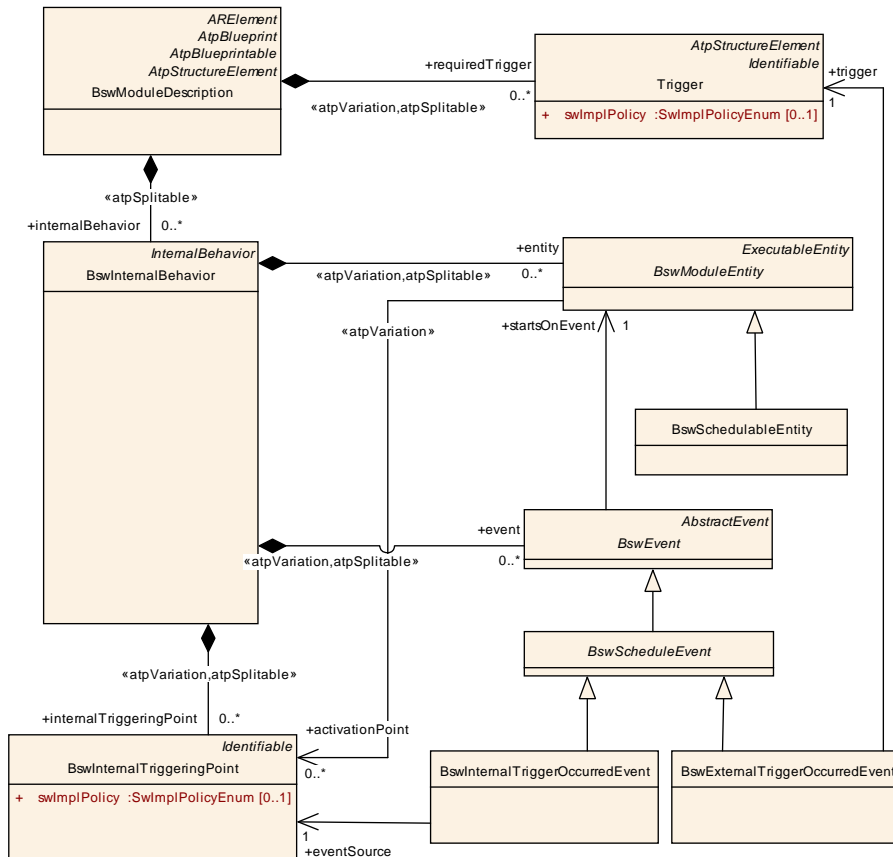 ARElement
AtpBlueprint
AtpBlueprintable
AtpStructureElement
BswModuleDescription
+requiredTrigger
0..*
«atpVariation,atpSplitable»
AtpStructureElement
Identifiable
Trigger
+ swImplPolicy :SwImplPolicyEnum [0..1]
+trigger
1
«atpSplitable»
+internalBehavior 0..*
InternalBehavior
BswInternalBehavior
+entity
0..*
«atpVariation,atpSplitable»
ExecutableEntity
BswModuleEntity
«atpVariation»
+startsOnEvent 1
BswSchedulableEntity
+event
0..*
«atpVariation,atpSplitable»
AbstractEvent
BswEvent
BswScheduleEvent
«atpVariation,atpSplitable»
+internalTriggeringPoint 0..*
+activationPoint
0..*
Identifiable
BswInternalTriggeringPoint
+ swImplPolicy :SwImplPolicyEnum [0..1]
BswInternalTriggerOccurredEvent
BswExternalTriggerOccurredEvent
1
+eventSource